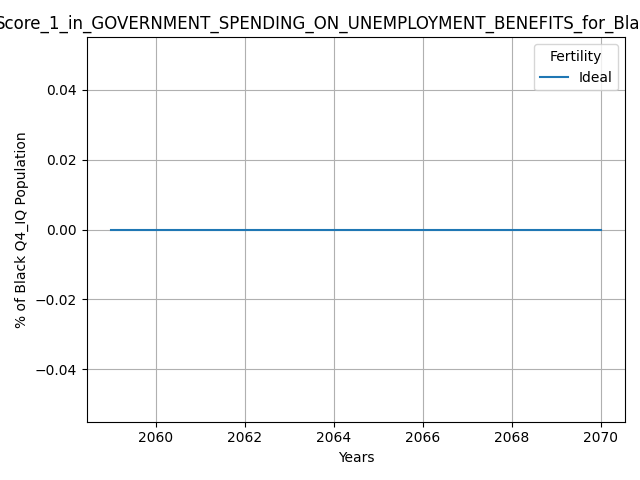 Score_1_in_GOVERNMENT_SPENDING_ON_UNEMPLOYMENT_BENEFITS_for_Bla
Fertility
Ideal
0.04
0.02
0.00
−0.02
−0.04
% of Black Q4_IQ Population
2060 2062 2064 2066 2068 2070
Years